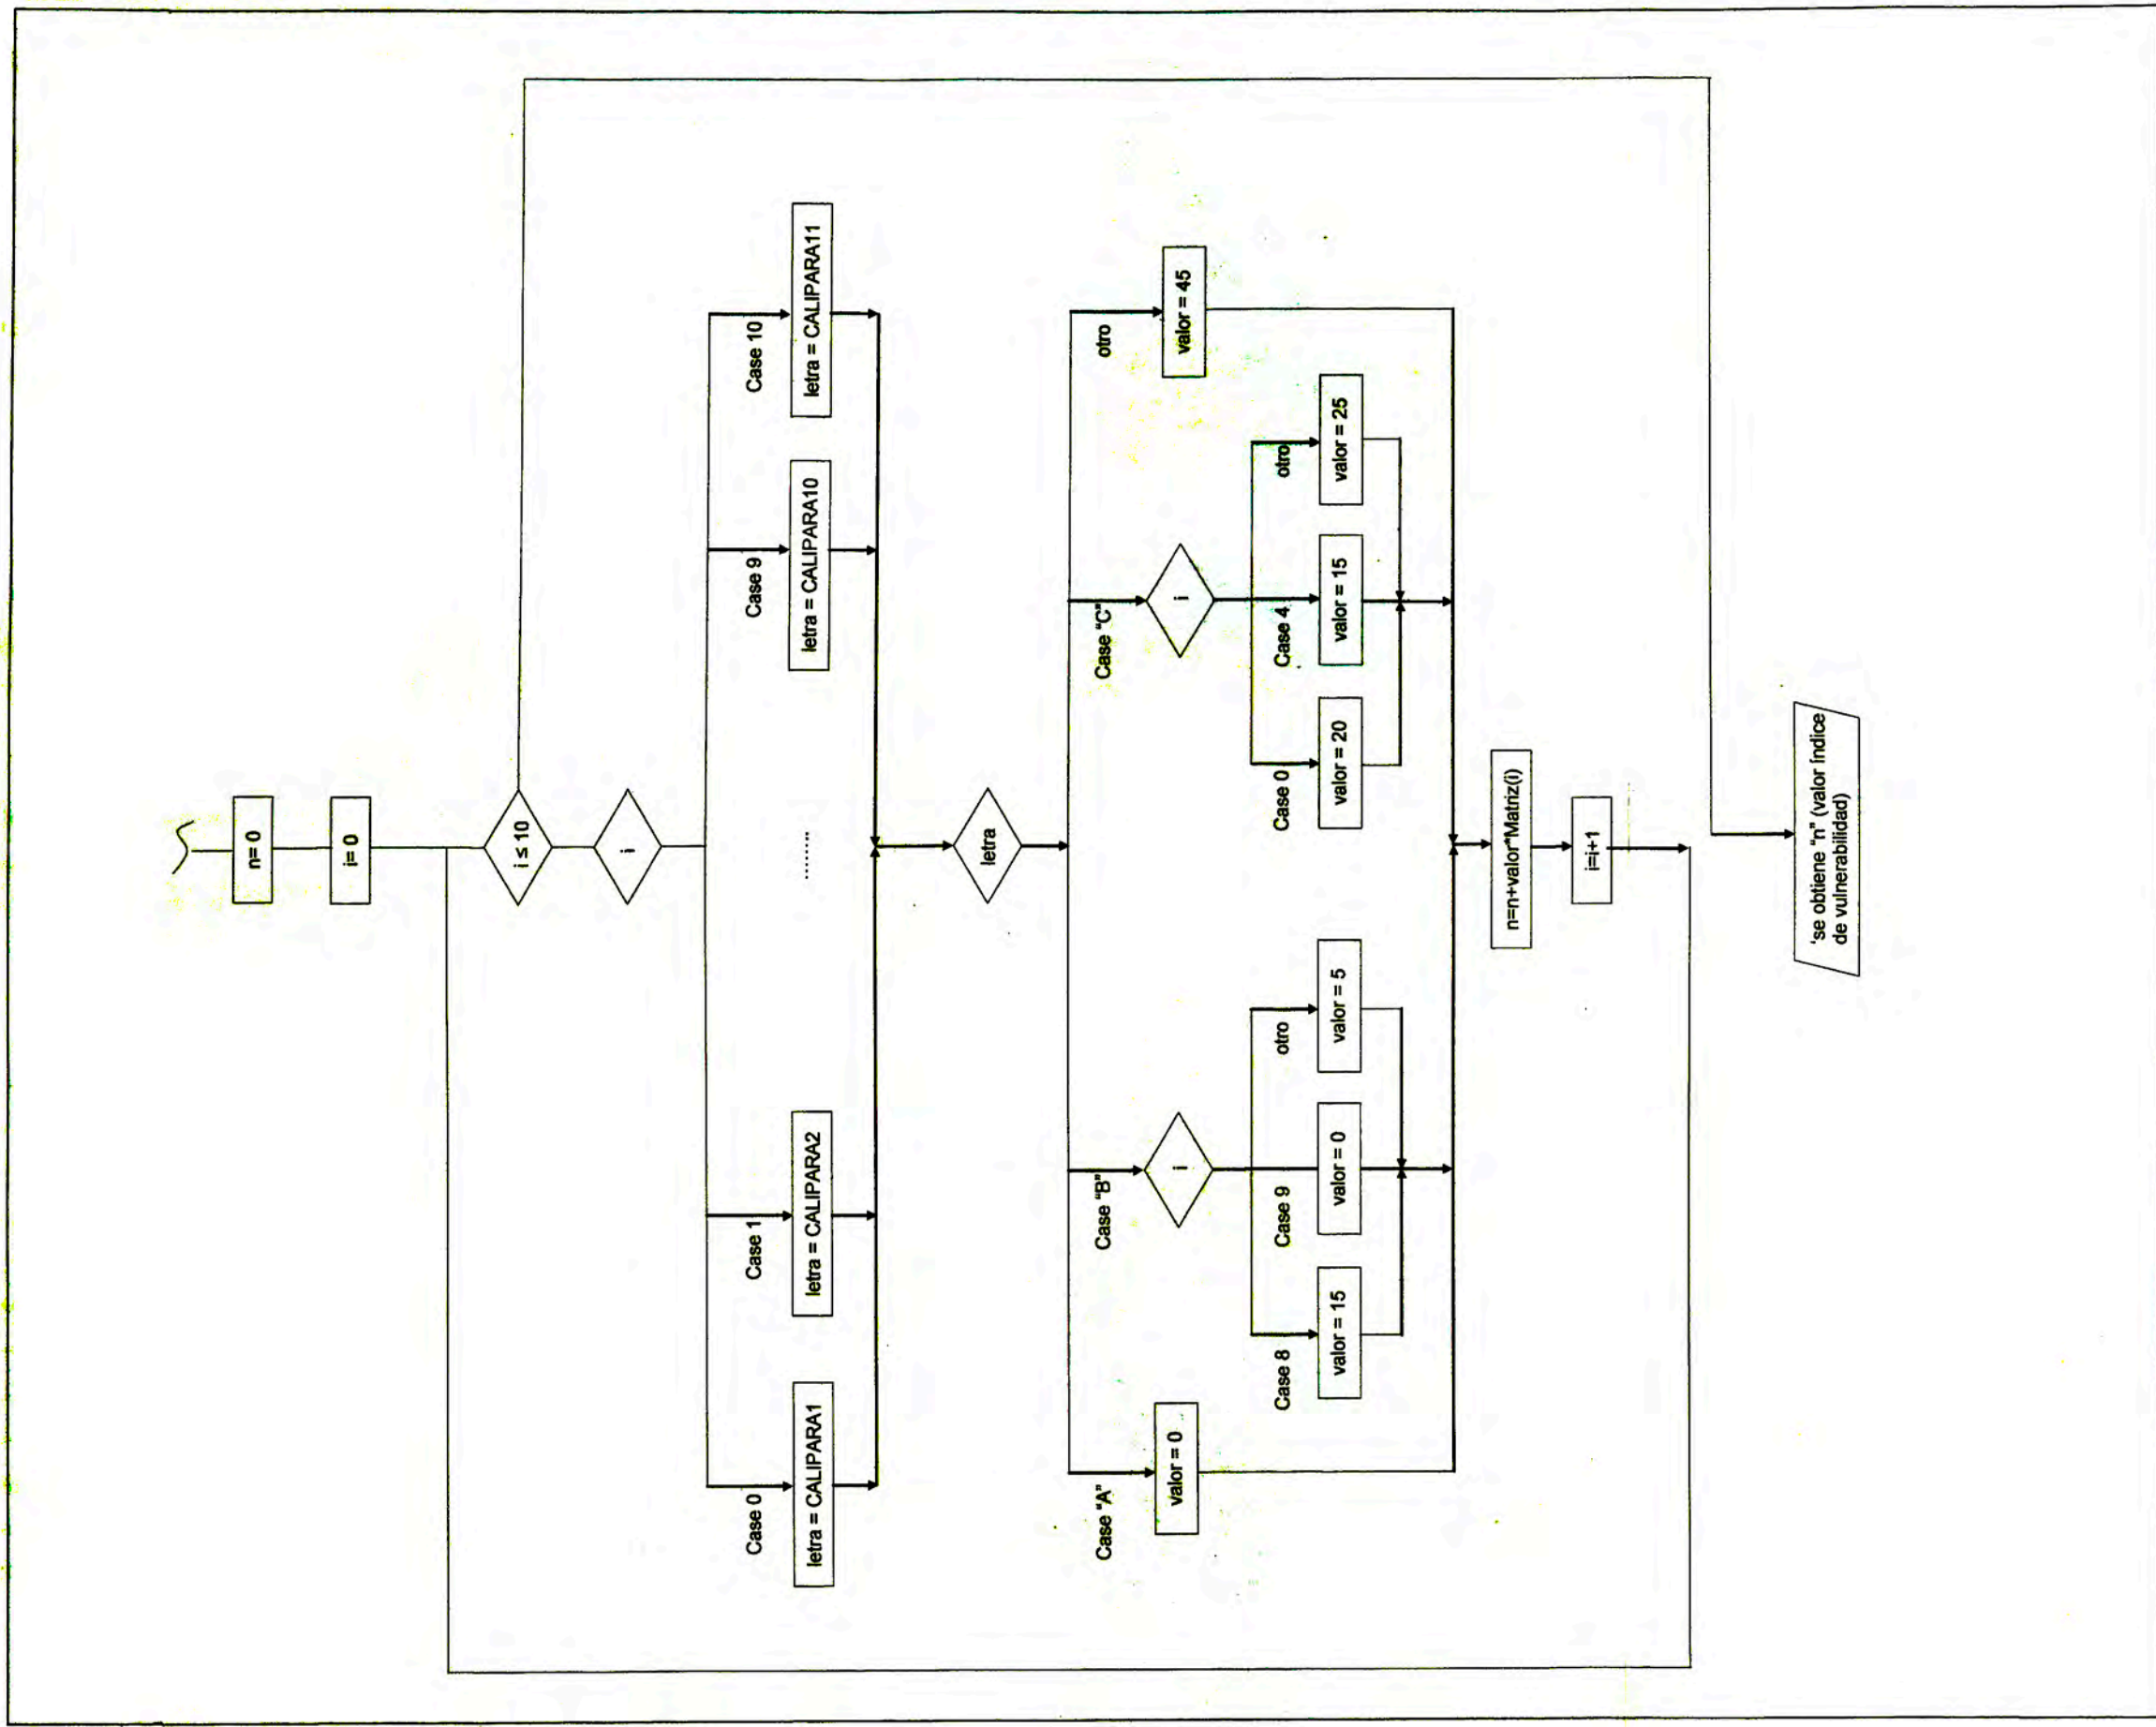 n= 0
i= 0
i ≤ 10
i
Case 0
Case 1
Case 9
Case 10
letra = CALIPARA1
letra = CALIPARA2
........
letra = CALIPARA10
letra = CALIPARA11
letra
Case “A”
Case “B”
Case “C”
otro
valor = 0
i
i
valor = 45
Case 8
Case 9
otro
Case 0
Case 4
otro
valor = 15
valor = 0
valor = 5
valor = 20
valor = 15
valor = 25
n=n+valor*Matriz(i)
i=i+1
‘se obtiene “n” (valor índice
de vulnerabilidad)